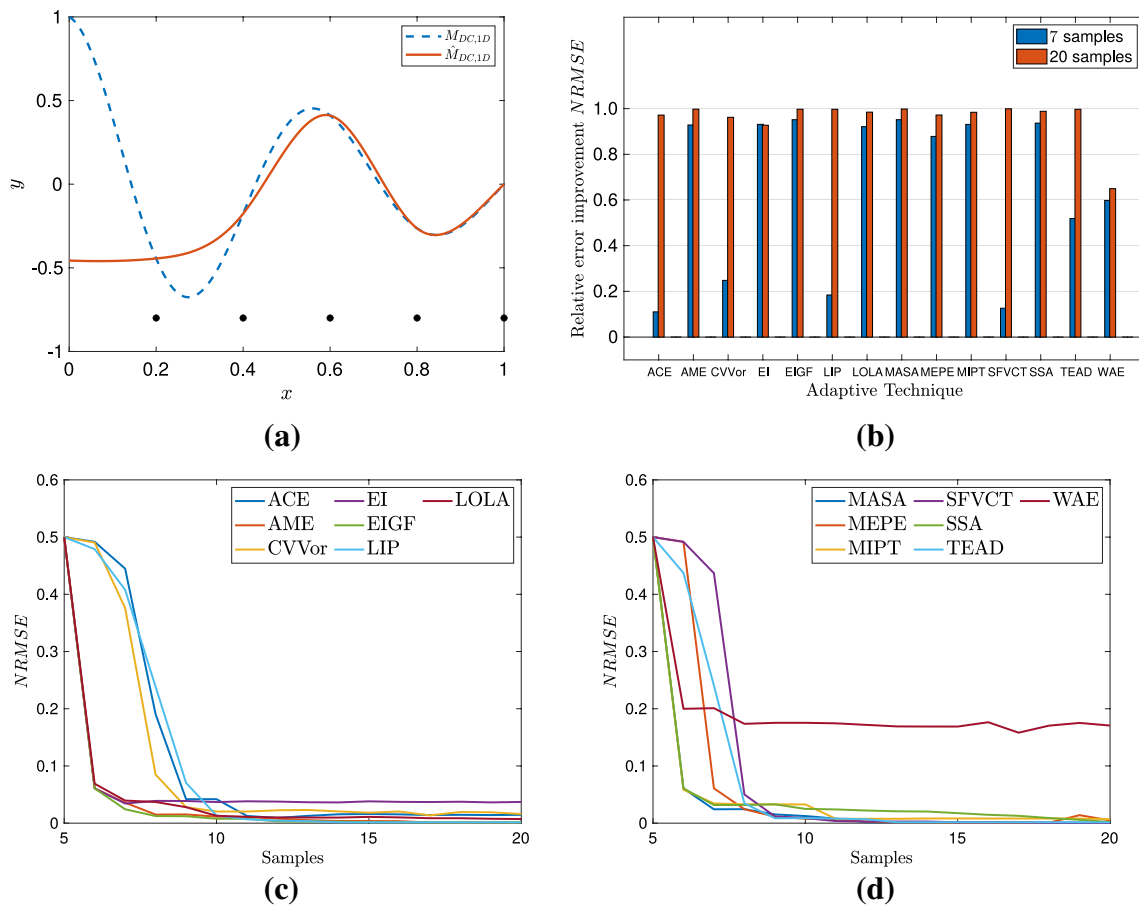 1
0.5
0
-0.5
-1
y
0
0.2
0.4
0.6
0.8
1
x
M_{DC,1D}
\hat{M}_{DC,1D}
(a)
Relative error improvement NRMSE
1.0
0.8
0.6
0.4
0.2
0
7 samples
20 samples
ACE AME CVVor EI EIGF LIP LOLA MASA MEPE MIPT SFVCT SSA TEAD WAE
Adaptive Technique
(b)
NRMSE
0.6
0.5
0.4
0.3
0.2
0.1
0
ACE EI LOLA
AME EIGF
CVVor LIP
5 10 15 20
Samples
(c)
NRMSE
0.6
0.5
0.4
0.3
0.2
0.1
0
MASA SFVCT WAE
MEPE SSA
MIPT TEAD
5 10 15 20
Samples
(d)